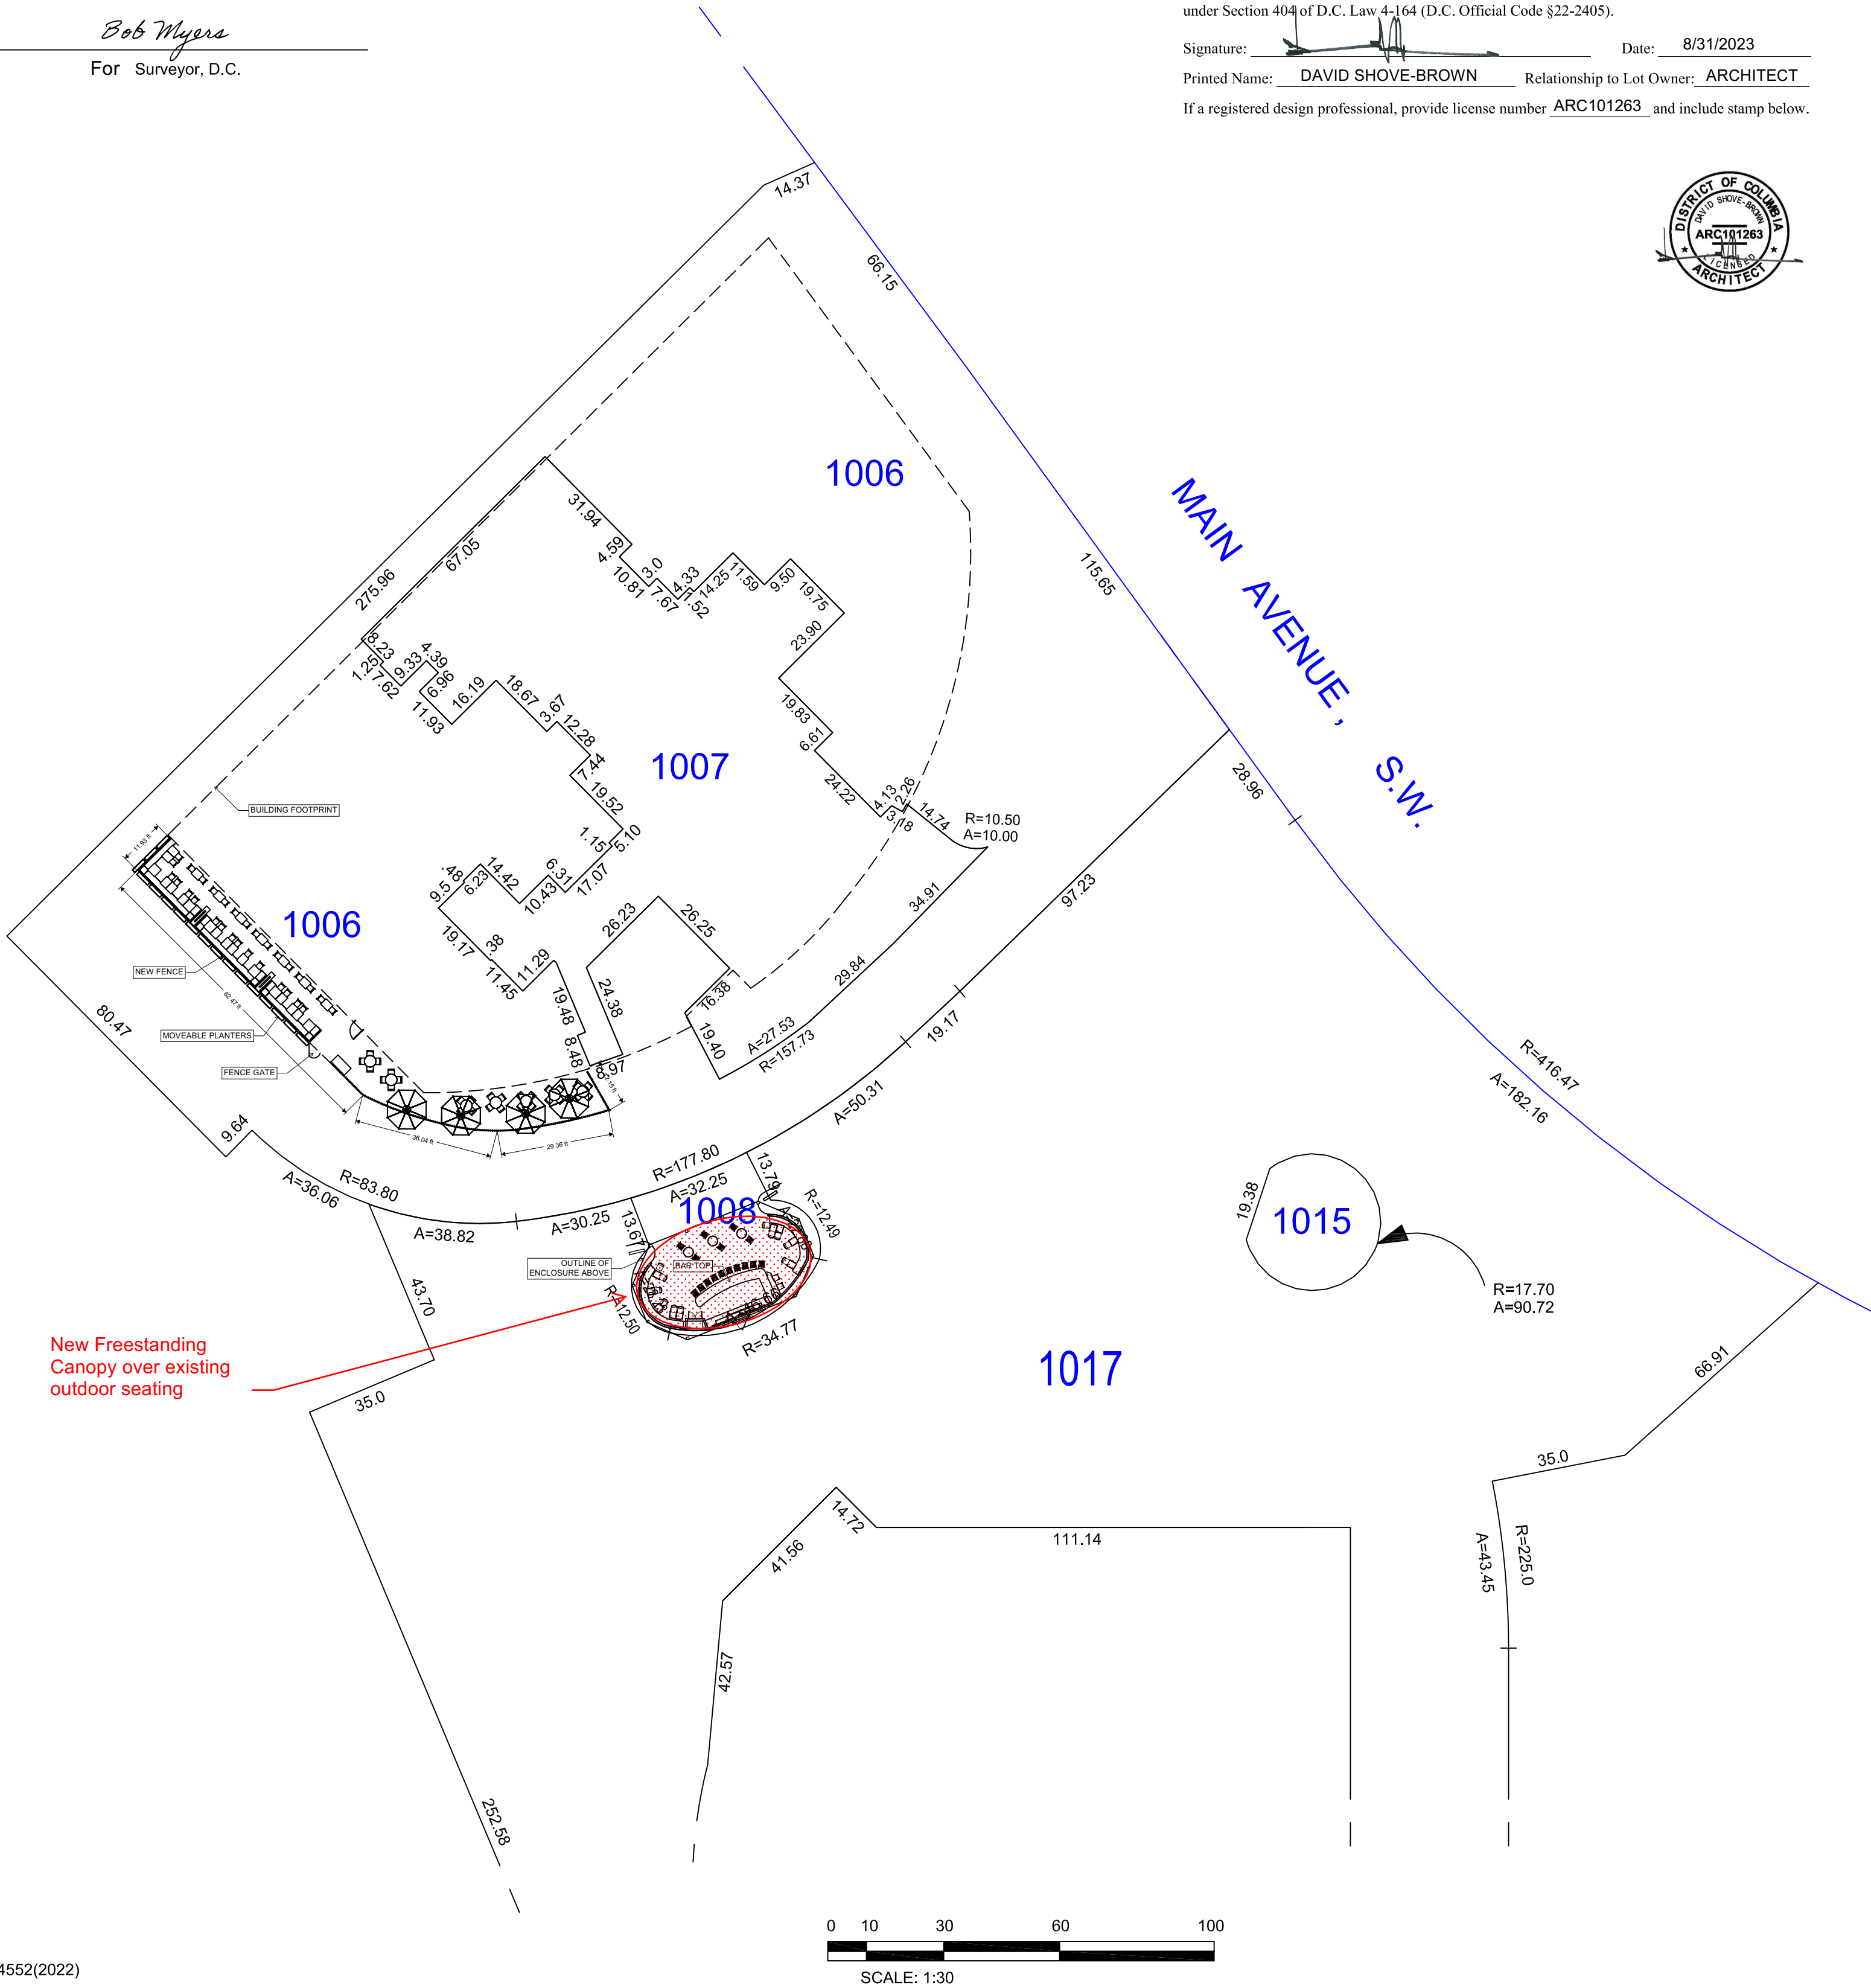 Bob Myers
For Surveyor, D.C.
under Section 404 of D.C. Law 4-164 (D.C. Official Code §22-2405).
Signature:
Date: 8/31/2023
Printed Name: DAVID SHOVE-BROWN Relationship to Lot Owner: ARCHITECT
If a registered design professional, provide license number ARC101263 and include stamp below.
DISTRICT OF COLUMBIA
DAVID SHOVE-BROWN
ARC101263
LICENSED
ARCHITECT
14.37
66.15
1006
MAIN AVENUE, S.W.
31.94
4.59
10.81
3.0
7.67
4.33
1.52
14.25
11.59
9.50
19.75
67.05
275.96
115.65
23.90
8.23
1.25
7.62
9.33
4.39
6.96
11.93
16.19
18.67
3.67
12.28
7.44
19.52
19.83
6.61
24.22
4.13
2.26
3.18
14.74
R=10.50
A=10.00
1007
28.96
BUILDING FOOTPRINT
11.93 ft
1.15
5.10
17.07
6.31
10.43
14.42
6.23
.48
9.5
19.17
.38
11.45
11.29
26.23
26.25
34.91
97.23
1006
NEW FENCE
82.47 ft
MOVEABLE PLANTERS
FENCE GATE
80.47
19.48
24.38
8.48
8.97
16.38
19.40
29.84
A=27.53
R=157.73
19.17
A=50.31
9.64
36.04 ft
29.36 ft
A=36.06
R=83.80
A=38.82
A=30.25
R=177.80
A=32.25
13.79
13.67
1008
R=12.49
OUTLINE OF
ENCLOSURE ABOVE
BAR TOP
R=12.50
R=34.77
43.70
35.0
New Freestanding
Canopy over existing
outdoor seating
R=416.47
A=182.16
19.38
1015
R=17.70
A=90.72
1017
66.91
35.0
R=225.0
A=43.45
14.72
41.56
111.14
42.57
252.58
0 10 30 60 100
SCALE: 1:30
4552(2022)